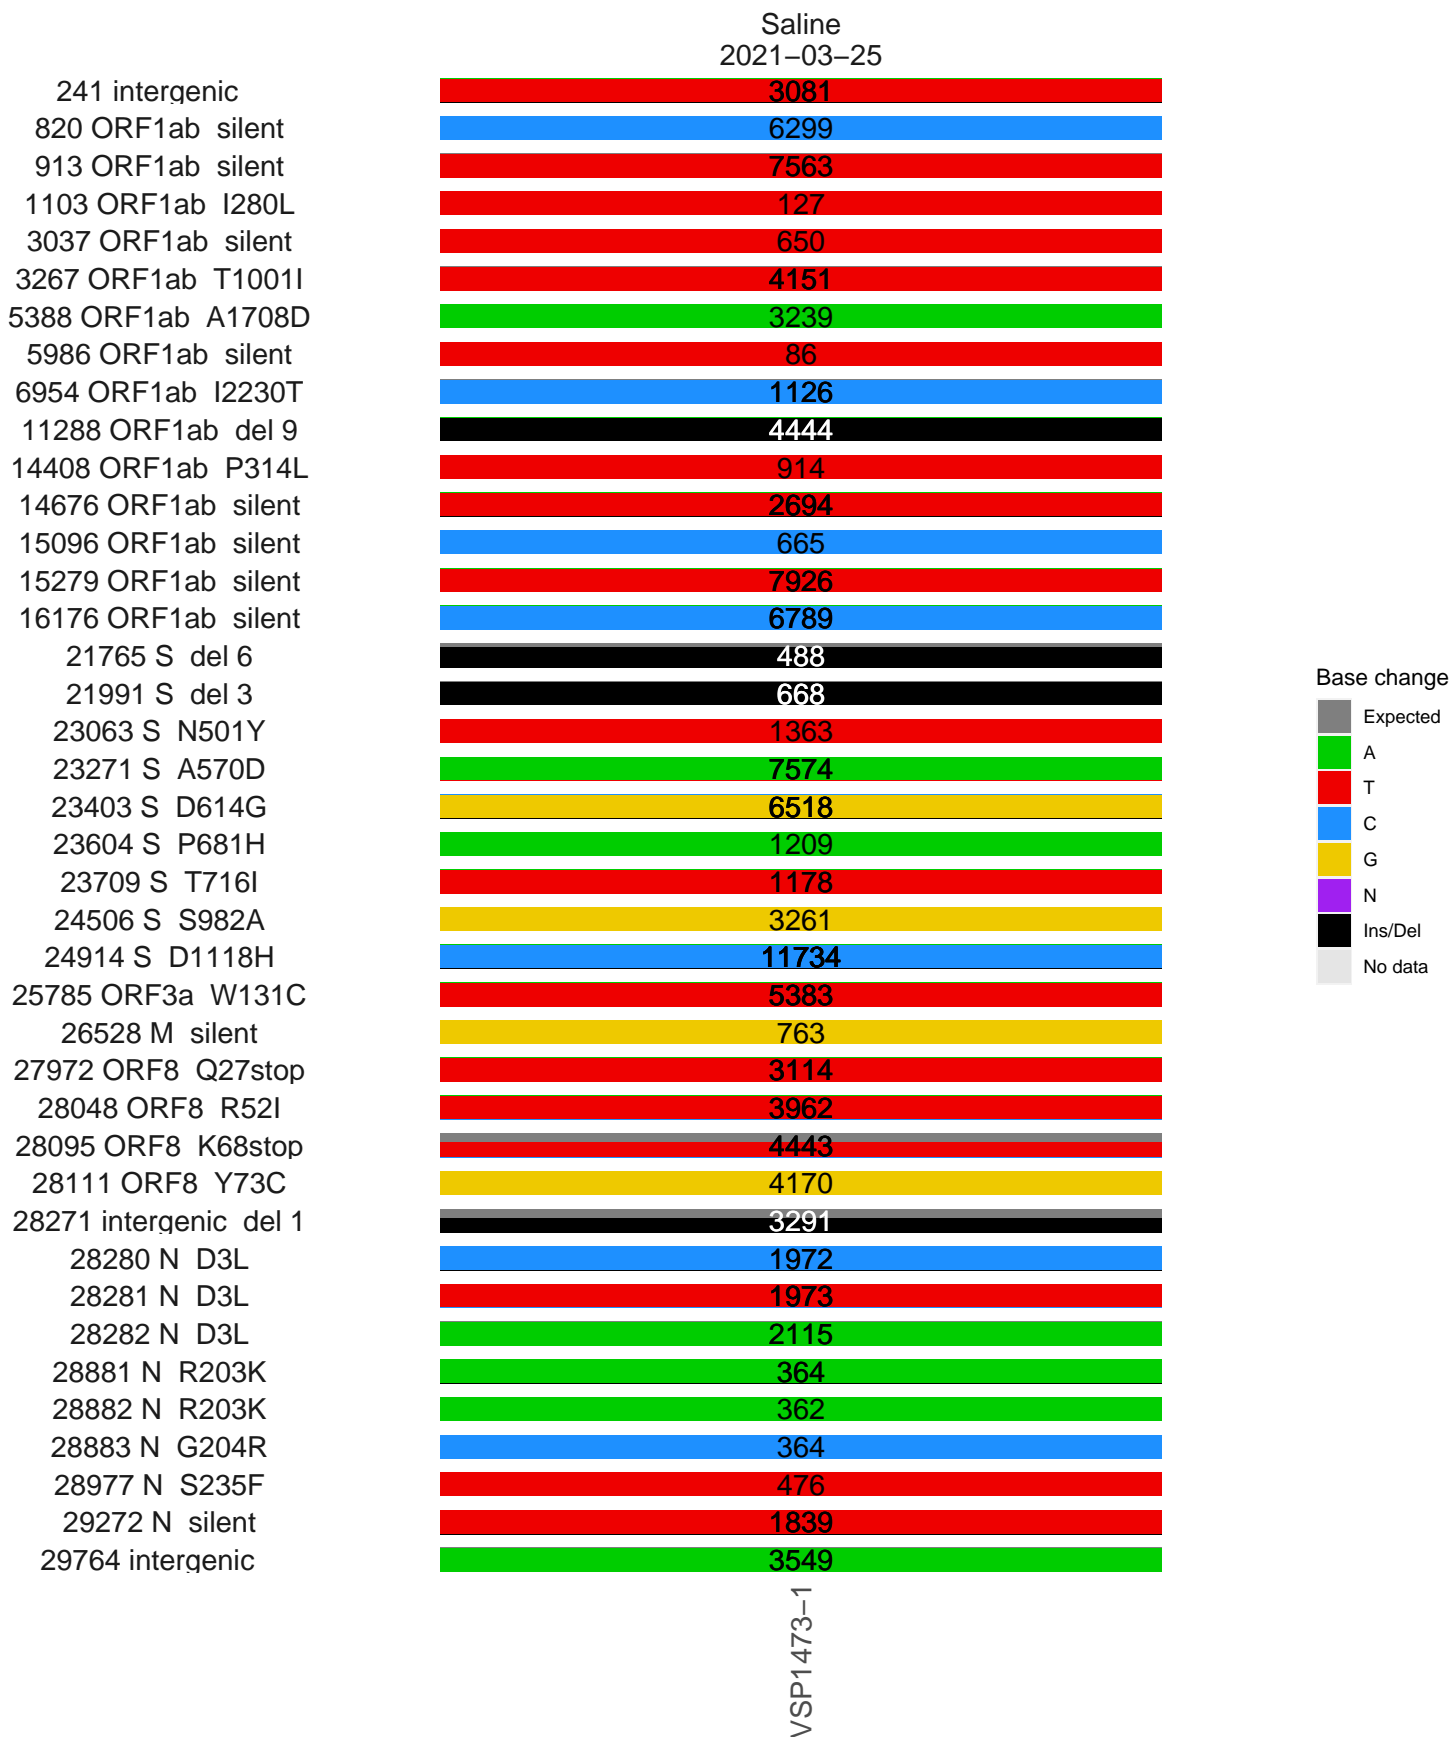 Saline
2021−03−25
241 intergenic 3081
820 ORF1ab silent 6299
913 ORF1ab silent 7563
1103 ORF1ab I280L 127
3037 ORF1ab silent 650
3267 ORF1ab T1001I 4151
5388 ORF1ab A1708D 3239
5986 ORF1ab silent 86
6954 ORF1ab I2230T 1126
11288 ORF1ab del 9 4444
14408 ORF1ab P314L 914
14676 ORF1ab silent 2694
15096 ORF1ab silent 665
15279 ORF1ab silent 7926
16176 ORF1ab silent 6789
21765 S del 6 488
21991 S del 3 668
23063 S N501Y 1363
23271 S A570D 7574
23403 S D614G 6518
23604 S P681H 1209
23709 S T716I 1178
24506 S S982A 3261
24914 S D1118H 11734
25785 ORF3a W131C 5383
26528 M silent 763
27972 ORF8 Q27stop 3114
28048 ORF8 R52I 3962
28095 ORF8 K68stop 4443
28111 ORF8 Y73C 4170
28271 intergenic del 1 3291
28280 N D3L 1972
28281 N D3L 1973
28282 N D3L 2115
28881 N R203K 364
28882 N R203K 362
28883 N G204R 364
28977 N S235F 476
29272 N silent 1839
29764 intergenic 3549
VSP1473−1
Base change
Expected
A
T
C
G
N
Ins/Del
No data